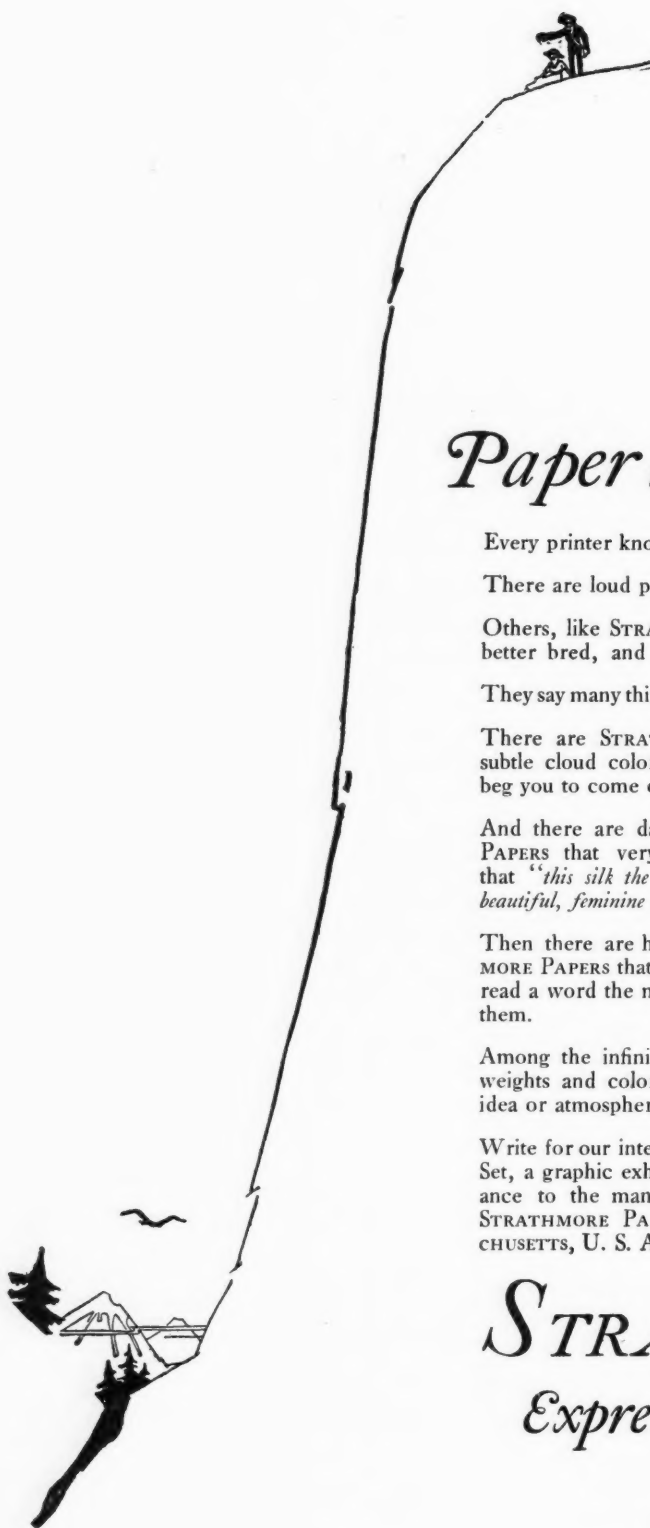 Paper
Every printer kno
There are loud p
Others, like STRA
better bred, and
They say many thi
There are STRAT
subtle cloud colo
beg you to come o
And there are da
PAPERS that very
that "this silk the
beautiful, feminine
Then there are h
MORE PAPERS that
read a word the m
them.
Among the infini
weights and colo
idea or atmospher
Write for our inte
Set, a graphic exh
ance to the man
STRATHMORE PA
CHUSETTS, U. S. A
STRA
Expre